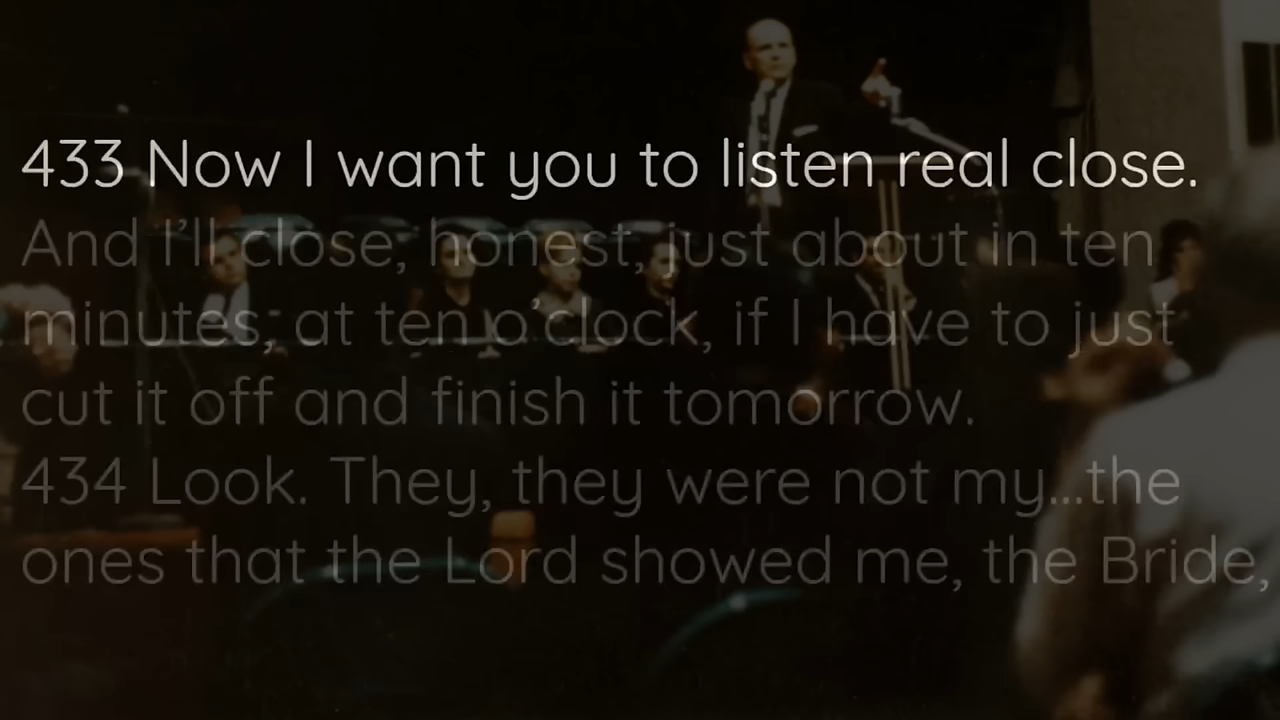 433 Now I want you to listen real close.
And I’ll close, honest, just about in ten
minutes; at ten o’clock, if I have to just
cut it off and finish it tomorrow.
434 Look. They, they were not my...the
ones that the Lord showed me, the Bride,